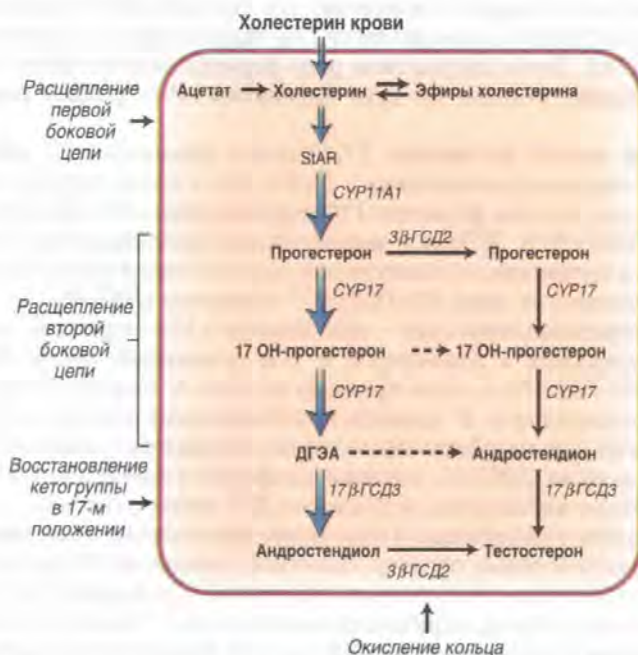 Холестерин крови
Расщепление
первой
боковой
цепи
Ацетат
Холестерин
Эфиры холестерина
StAR
CYP11A1
Прогестерон
3β-ГСД2
Прогестерон
CYP17
CYP17
Расщепление
второй
боковой
цепи
17 ОН-прогестерон
17 ОН-прогестерон
CYP17
CYP17
ДГЭА
Андростендион
Восстановление
кетогруппы
в 17-м
положении
17β-ГСД3
17β-ГСД3
Андростендиол
3β-ГСД2
Тестостерон
Окисление кольца